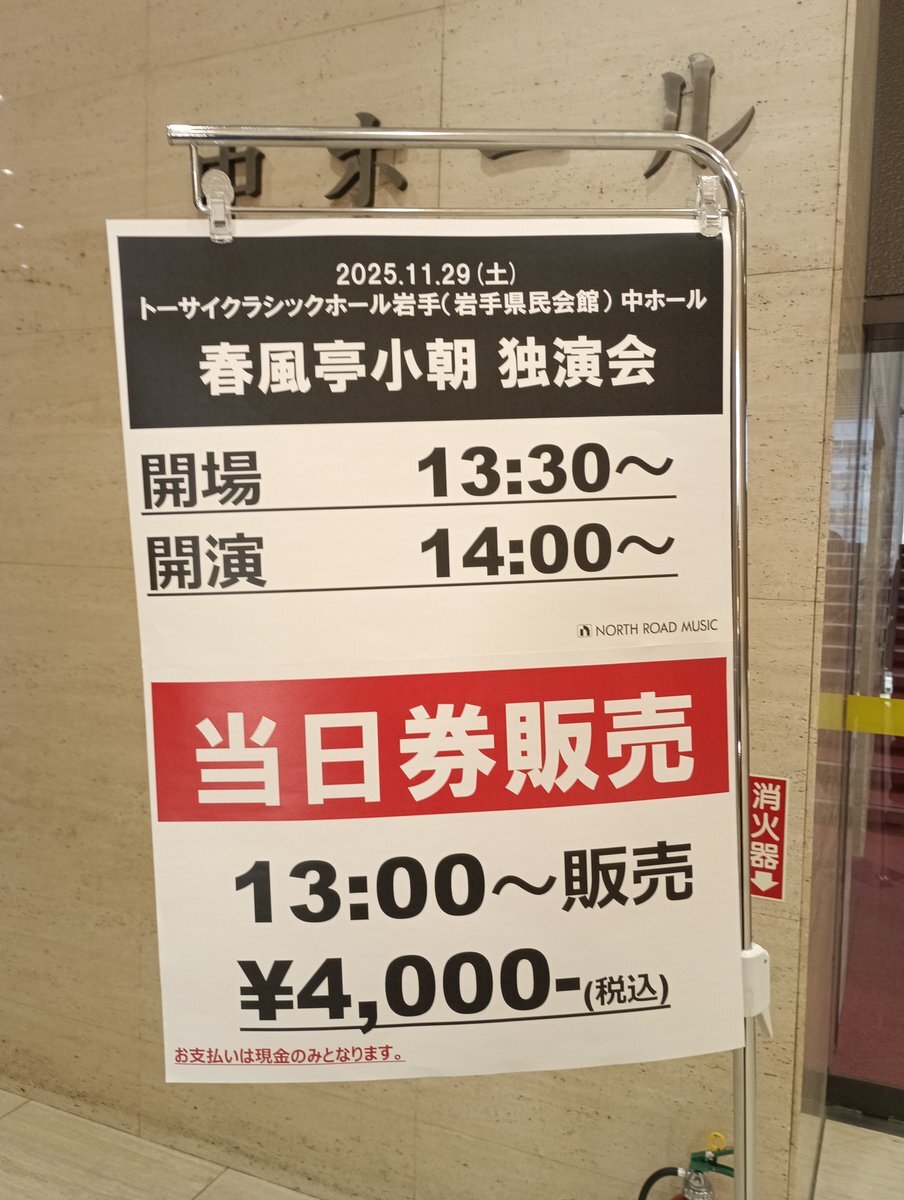 中ホール
2025.11.29(土)
トーサイクラシックホール岩手(岩手県民会館)中ホール
春風亭小朝 独演会
開場 13:30〜
開演 14:00〜
NORTH ROAD MUSIC
当日券販売
13:00〜販売
¥4,000-(税込)
お支払いは現金のみとなります。
消火器